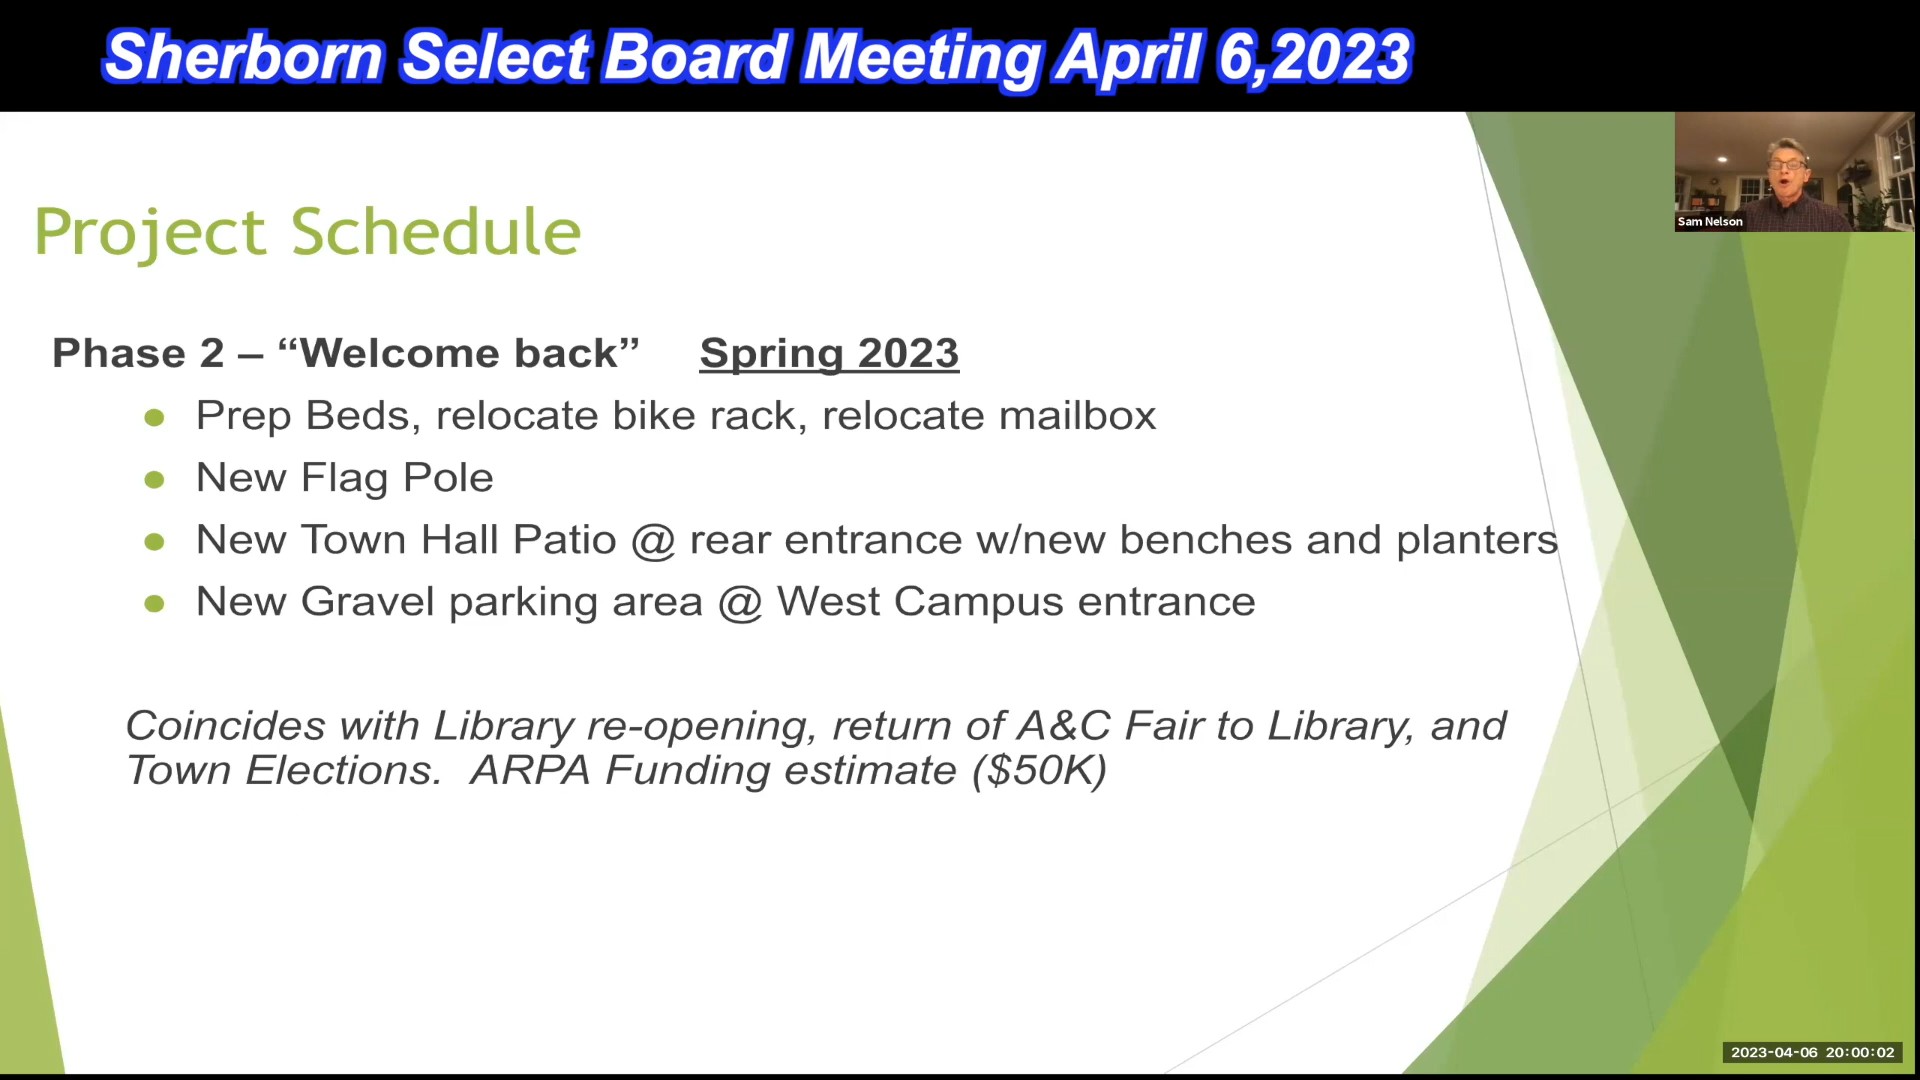 Sherborn Select Board Meeting April 6,2023
Sam Nelson
Project Schedule
Phase 2 – “Welcome back” Spring 2023
Prep Beds, relocate bike rack, relocate mailbox
New Flag Pole
New Town Hall Patio @ rear entrance w/new benches and planters
New Gravel parking area @ West Campus entrance
Coincides with Library re-opening, return of A&C Fair to Library, and
Town Elections. ARPA Funding estimate ($50K)
2023-04-06 20:00:02